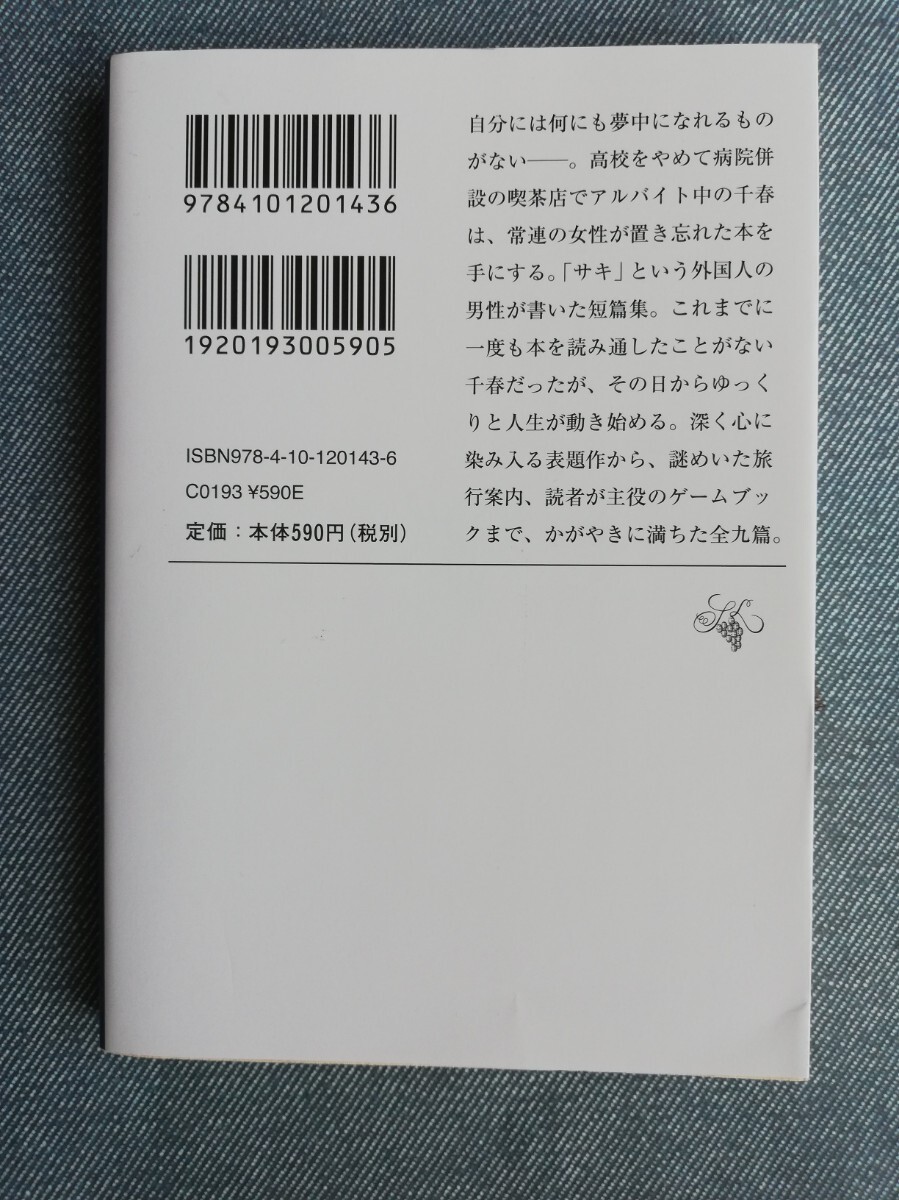 9784101201436
1920193005905
ISBN978-4-10-120143-6
C0193 ¥590E
定価：本体590円（税別）
自分には何にも夢中になれるもの
がない――。高校をやめて病院併
設の喫茶店でアルバイト中の千春
は、常連の女性が置き忘れた本を
手にする。「サキ」という外国人の
男性が書いた短篇集。これまでに
一度も本を読み通したことがない
千春だったが、その日からゆっく
りと人生が動き始める。深く心に
染み入る表題作から、謎めいた旅
行案内、読者が主役のゲームブッ
クまで、かがやきに満ちた全九篇。